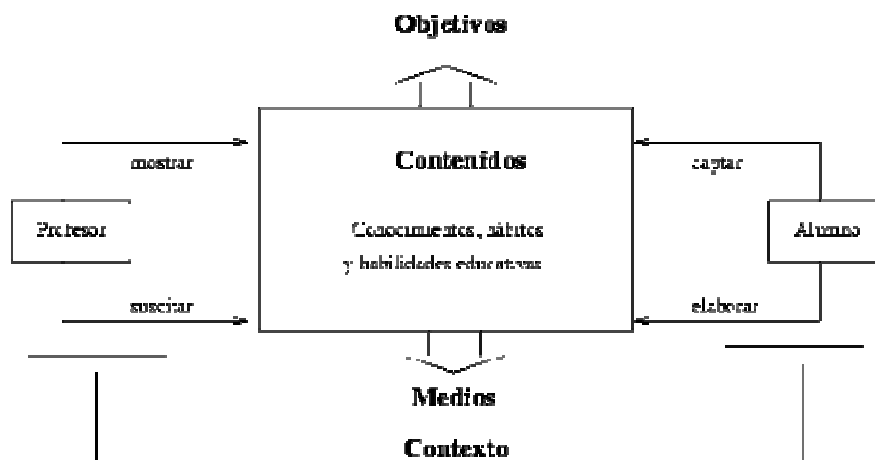 Objetivos
mostrar
Contenidos
captar
Profesor
Conocimientos, hábitos
y habilidades educativas
Alumno
suscitar
elaborar
Medios
Contexto